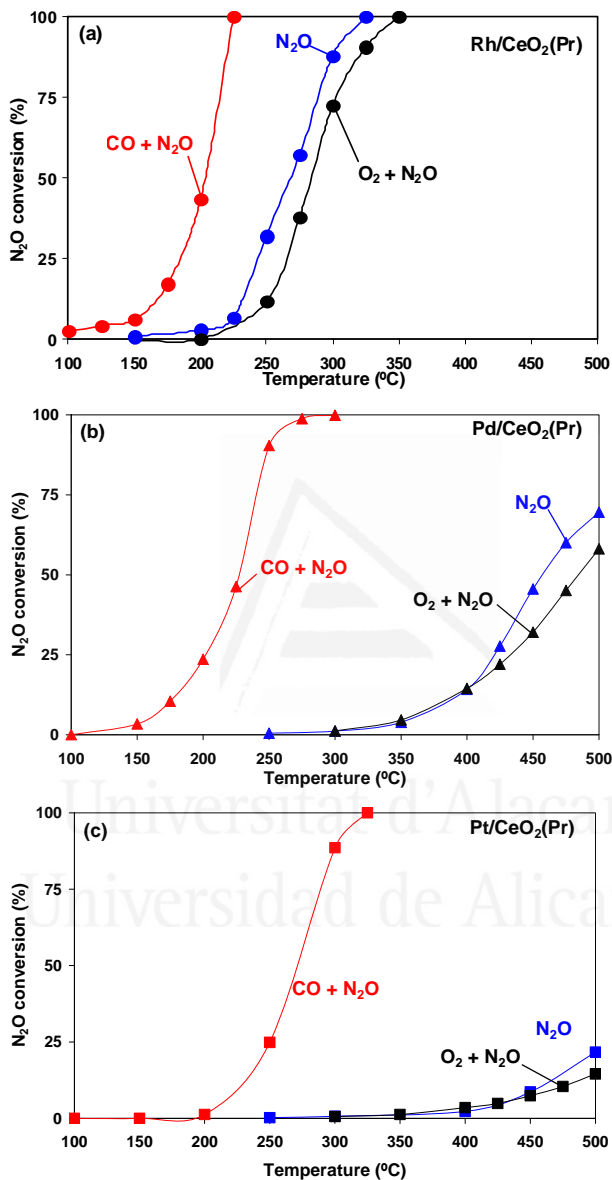 (a)
Rh/CeO₂(Pr)
N₂O
CO + N₂O
O₂ + N₂O
N₂O conversion (%)
100
75
50
25
0
100 150 200 250 300 350 400 450 500
Temperature (ºC)
(b)
Pd/CeO₂(Pr)
N₂O
CO + N₂O
O₂ + N₂O
N₂O conversion (%)
100
75
50
25
0
100 150 200 250 300 350 400 450 500
Temperature (ºC)
Universitat d'Alacan
Universidad de Alica
(c)
Pt/CeO₂(Pr)
CO + N₂O
N₂O
O₂ + N₂O
N₂O conversion (%)
100
75
50
25
0
100 150 200 250 300 350 400 450 500
Temperature (ºC)